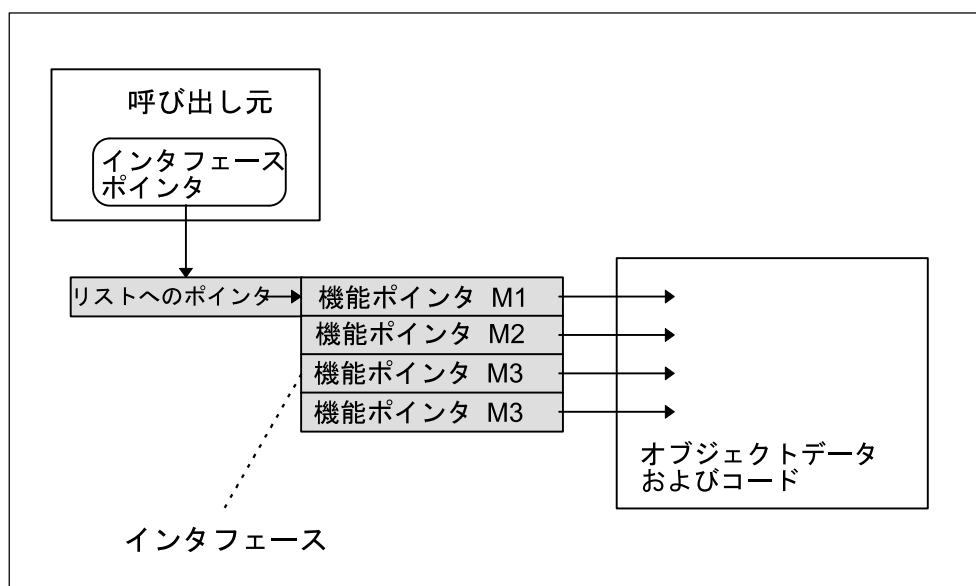 呼び出し元
インタフェース
ポインタ
リストへのポインタ
機能ポインタ M1
機能ポインタ M2
機能ポインタ M3
機能ポインタ M3
オブジェクトデータ
およびコード
インタフェース